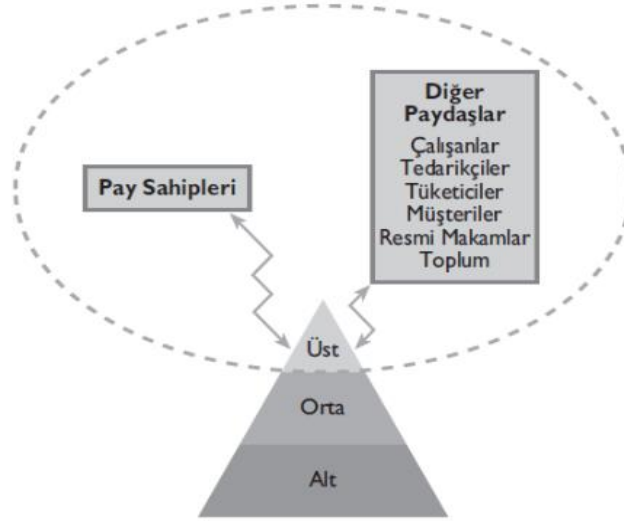 Pay Sahipleri
Diğer
Paydaşlar
Çalışanlar
Tedarikçiler
Tüketiciler
Müşteriler
Resmi Makamlar
Toplum
Üst
Orta
Alt